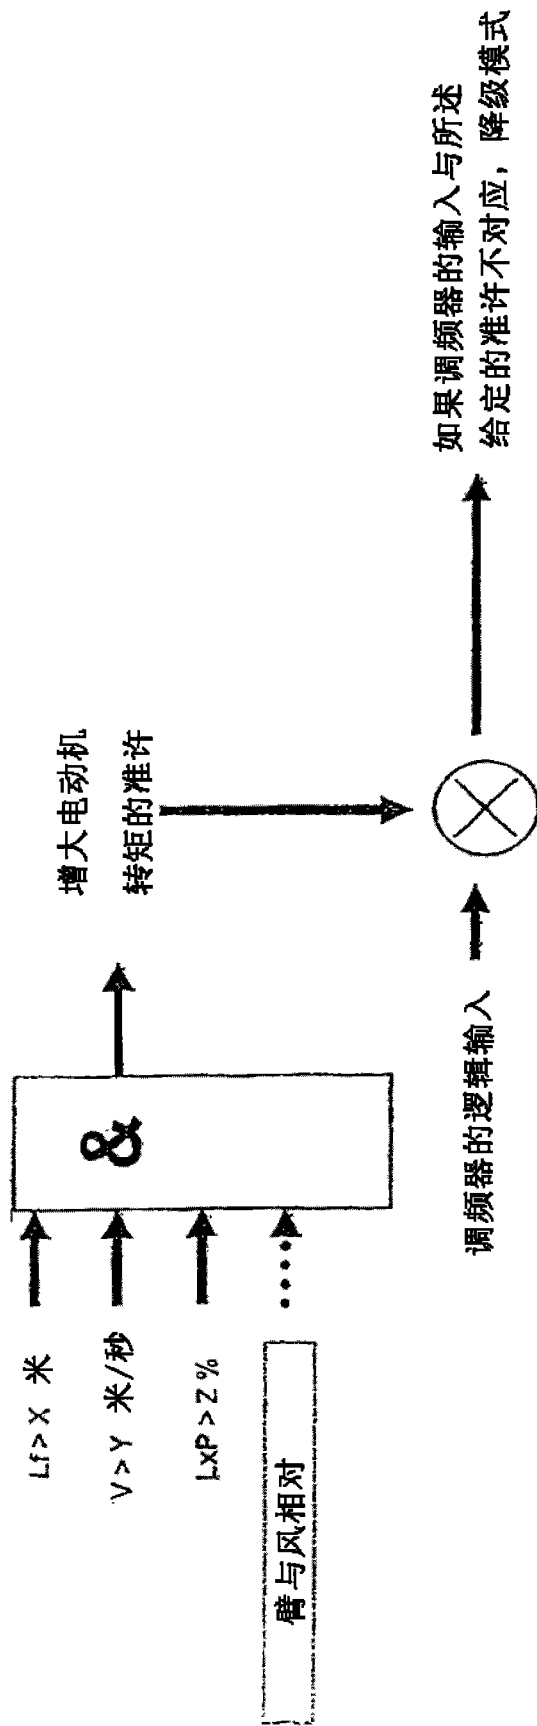 Lf>X 米
V>Y 米/秒
LxP>Z%
臂与风相对
&
增大电动机
转矩的准许
调频器的逻辑输入
如果调频器的输入与所述
给定的准许不对应，降级模式